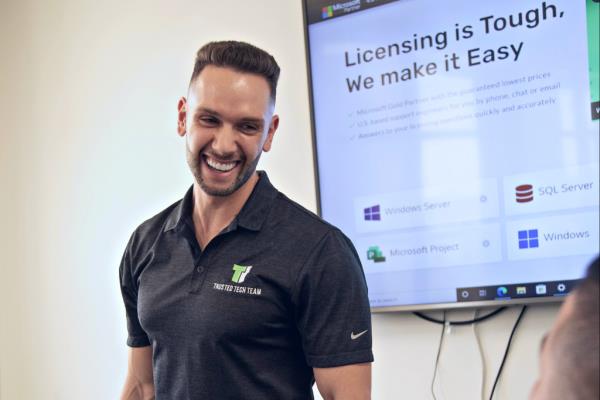 Microsoft
Partner
Licensing is Tough,
We make it Easy
✓ Microsoft Gold Partner with the guaranteed lowest prices
✓ U.S. based support engineers for you by phone, chat or email
✓ Answers to your licensing questions quickly and accurately
Windows Server
SQL Server
Microsoft Project
Windows
TRUSTED TECH TEAM